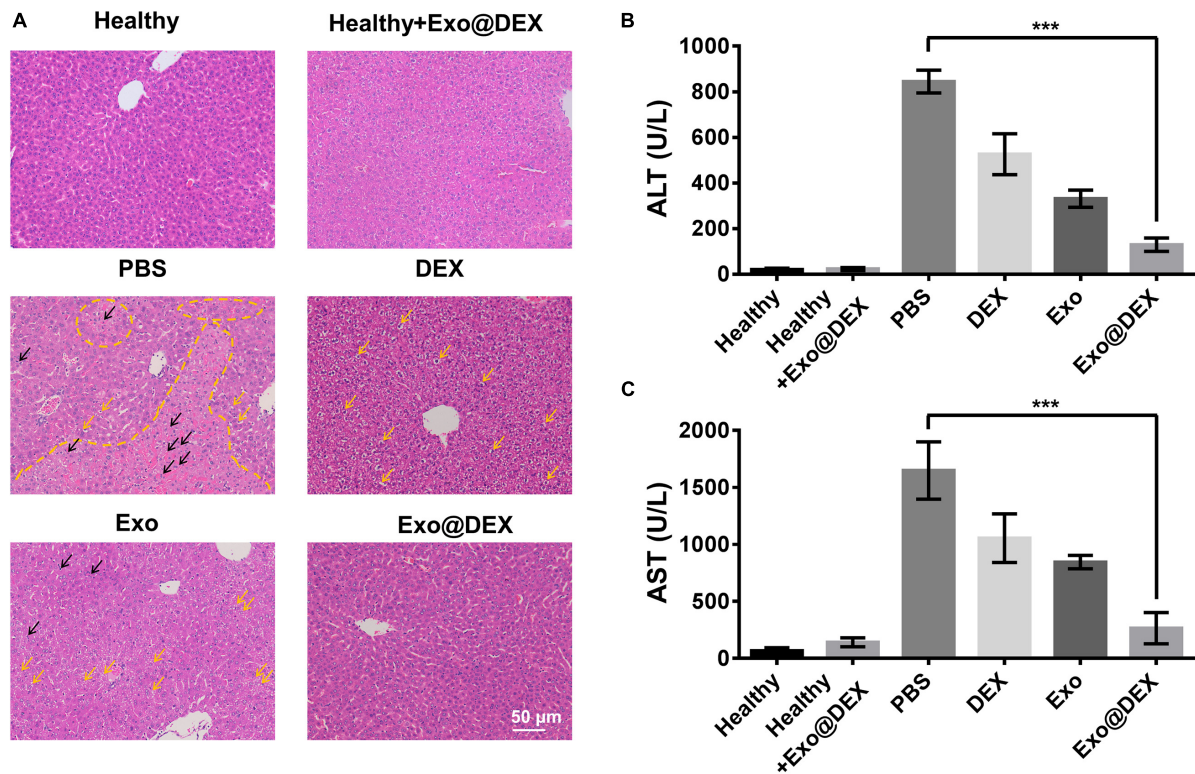 A
Healthy
Healthy+Exo@DEX
PBS
DEX
Exo
Exo@DEX
50 μm
B
***
1000
800
600
400
200
0
ALT (U/L)
Healthy
Healthy
+Exo@DEX
PBS
DEX
Exo
Exo@DEX
C
***
2000
1500
1000
500
0
AST (U/L)
Healthy
Healthy
+Exo@DEX
PBS
DEX
Exo
Exo@DEX